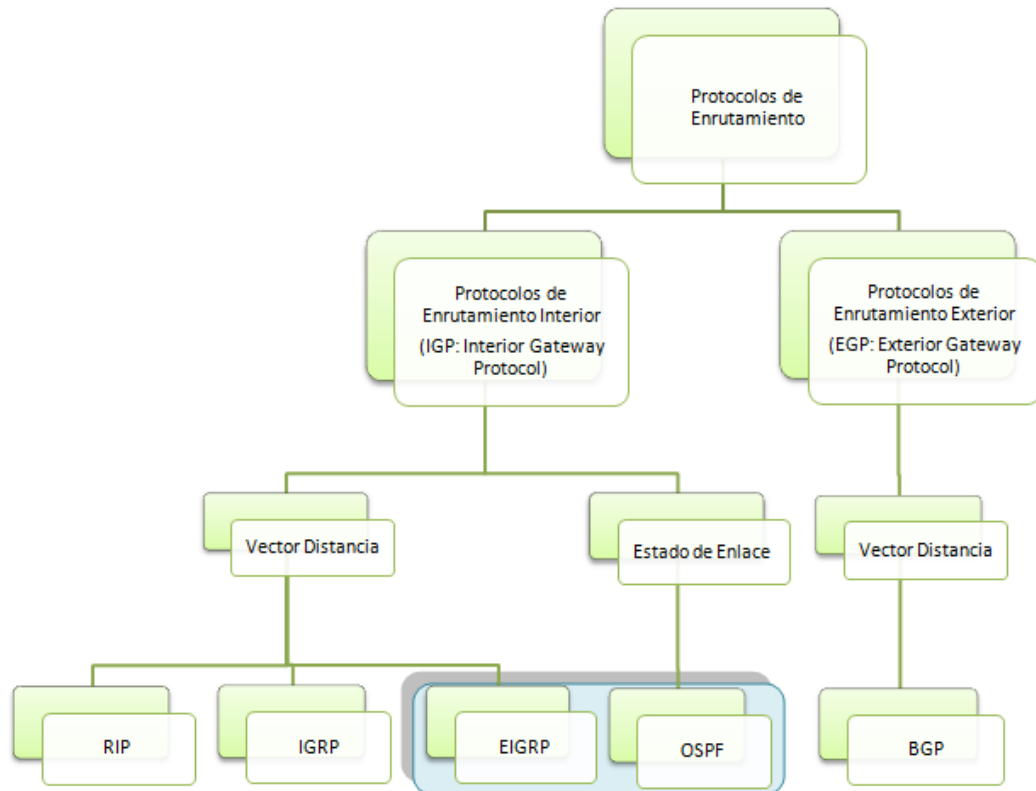 Protocolos de
Enrutamiento
Protocolos de
Enrutamiento Interior
(IGP: Interior Gateway
Protocol)
Protocolos de
Enrutamiento Exterior
(EGP: Exterior Gateway
Protocol)
Vector Distancia
Estado de Enlace
Vector Distancia
RIP
IGRP
EIGRP
OSPF
BGP